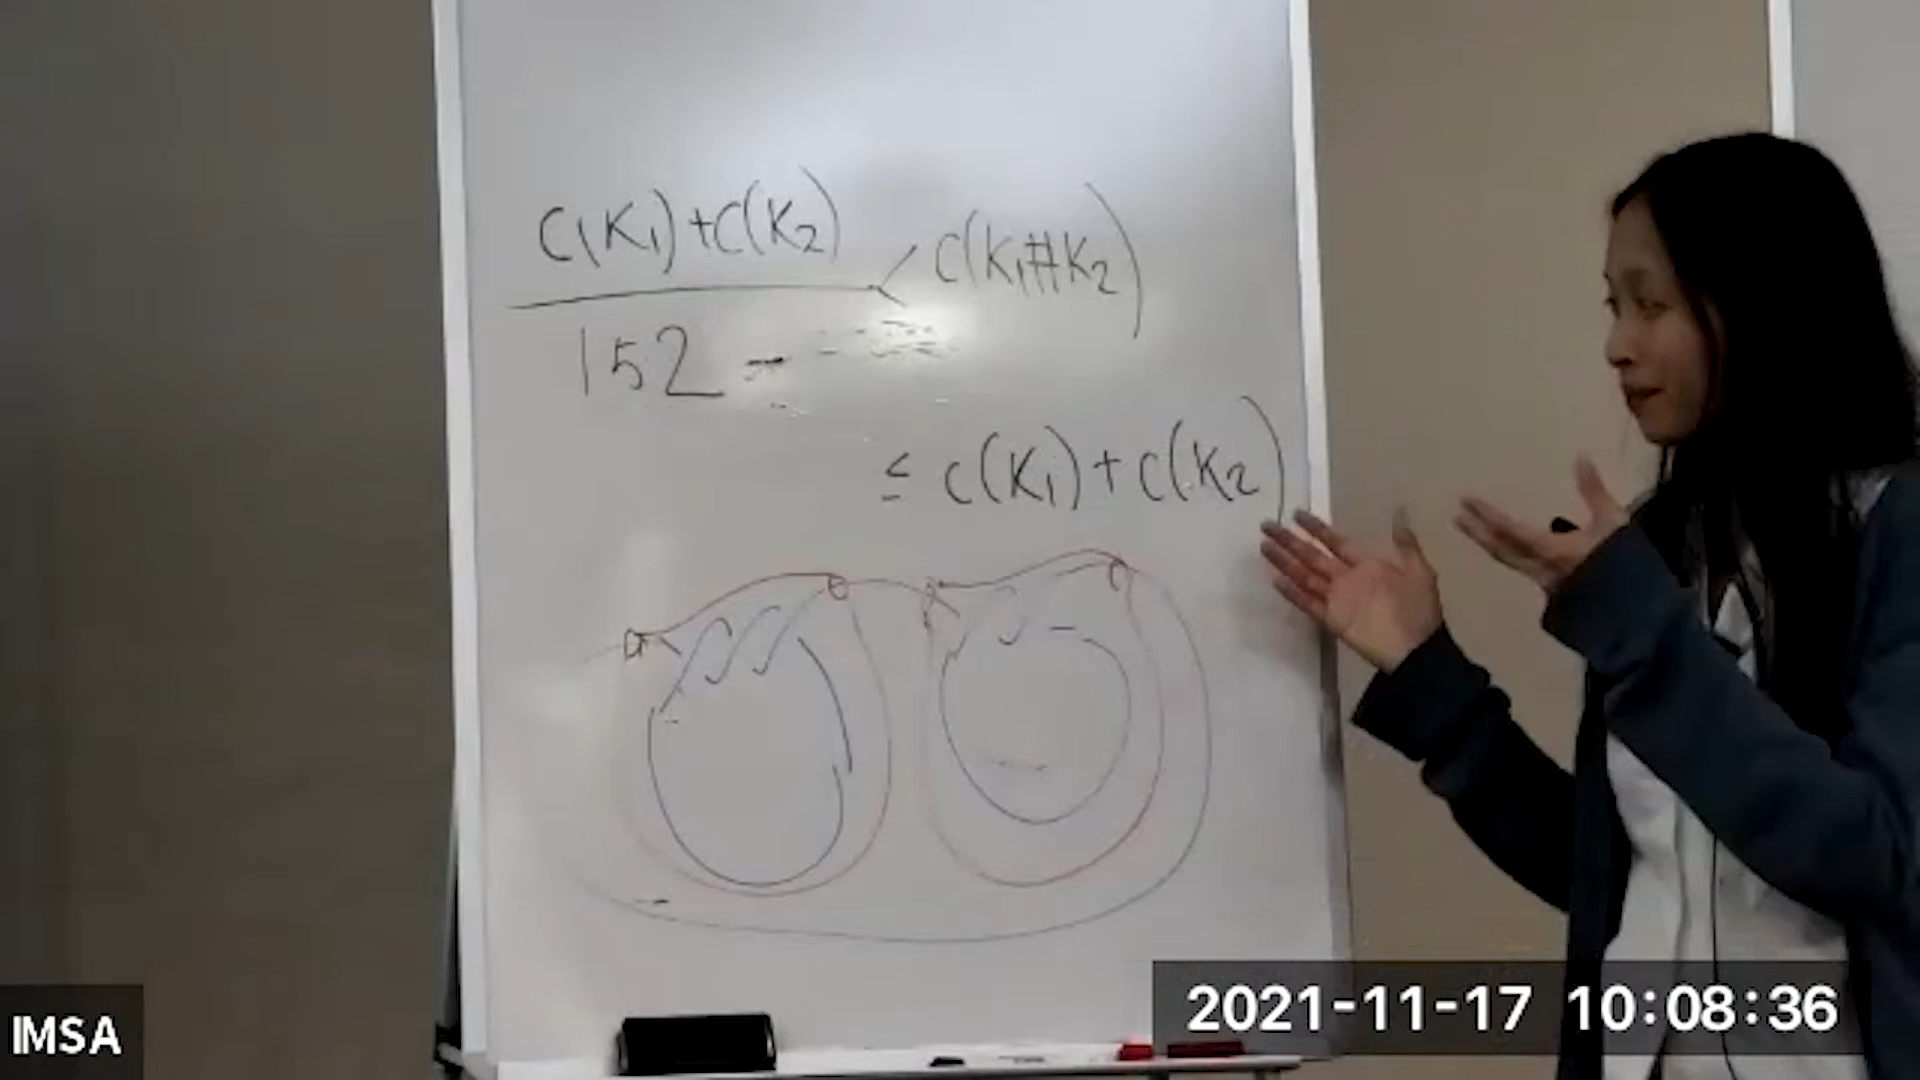 C(K₁)+C(K₂)
152
≤ C(K₁#K₂)
≤ C(K₁)+C(K₂)
IMSA
2021-11-17 10:08:36